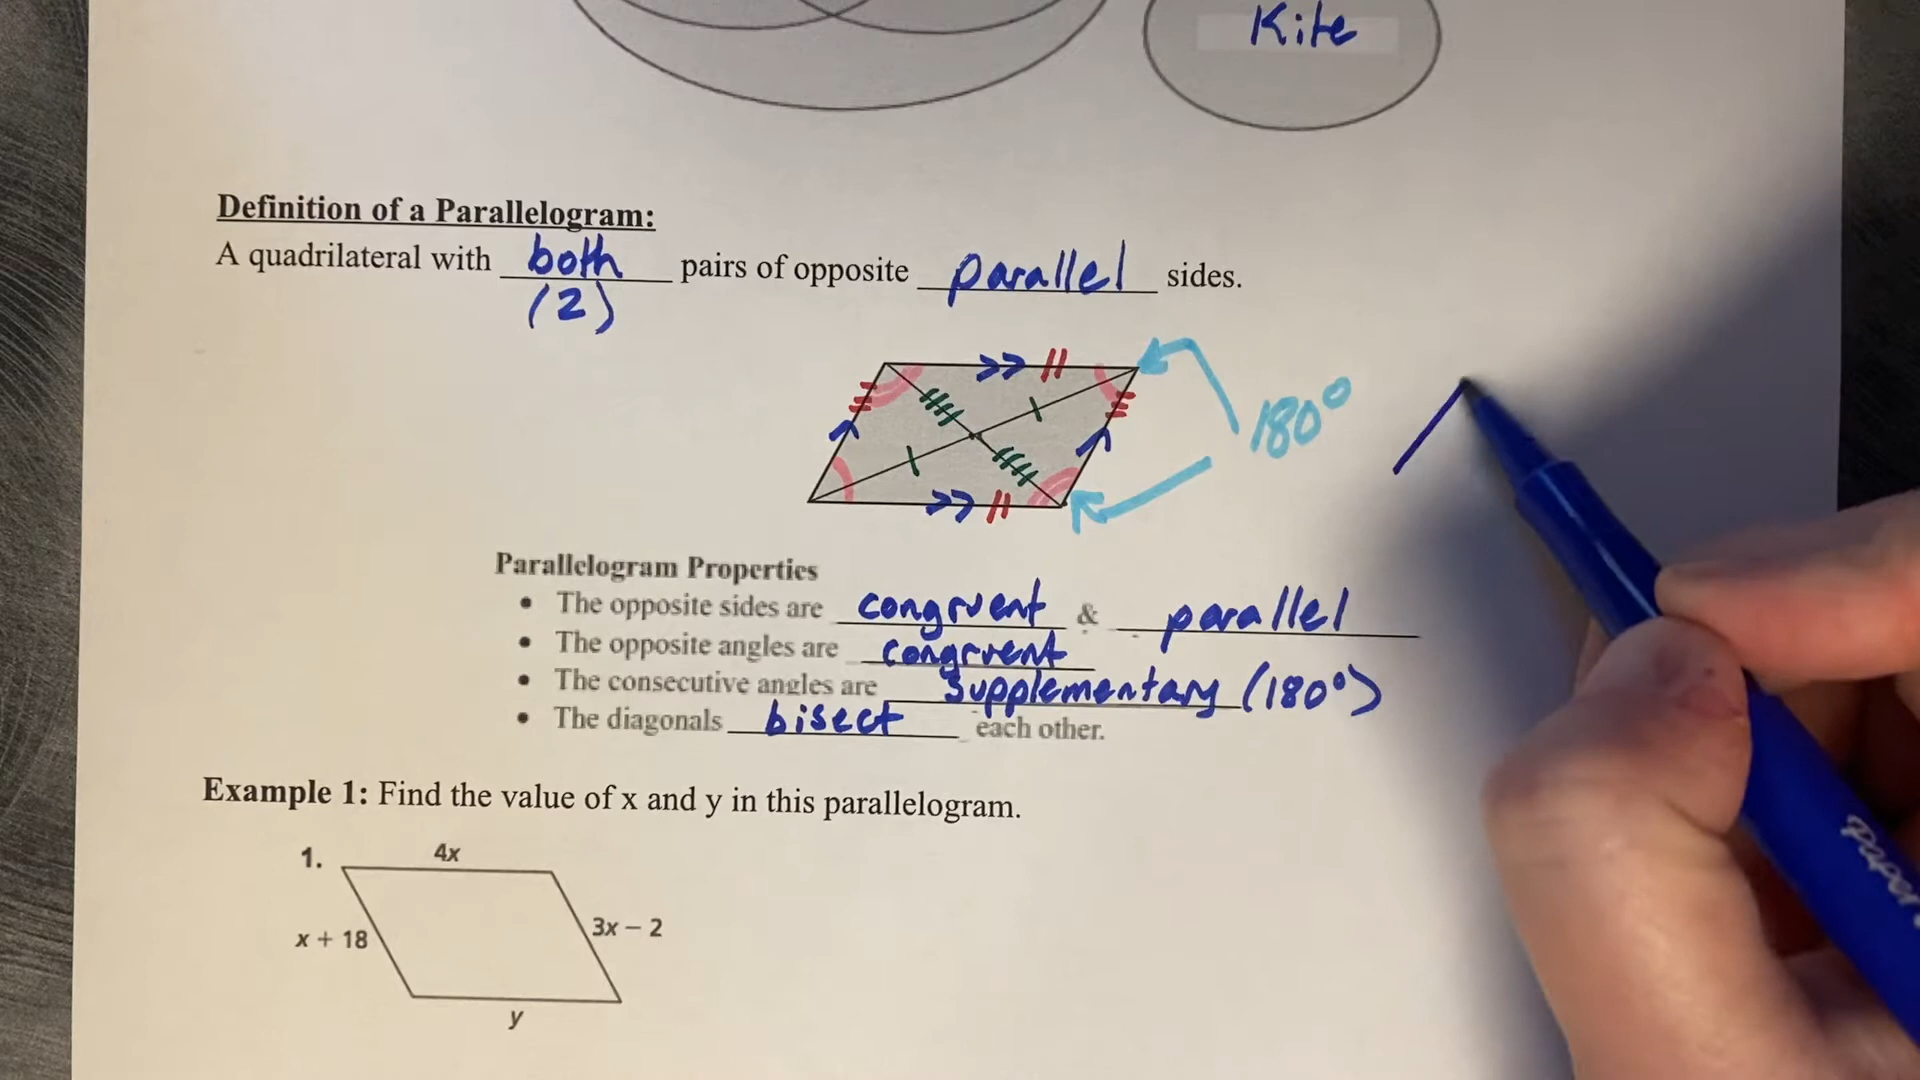 Kite
Definition of a Parallelogram:
A quadrilateral with both pairs of opposite parallel sides.
(2)
180°
Parallelogram Properties
• The opposite sides are congruent & parallel
• The opposite angles are congruent
• The consecutive angles are supplementary (180°)
• The diagonals bisect each other.
Example 1: Find the value of x and y in this parallelogram.
1. 4x
x + 18 3x − 2
y